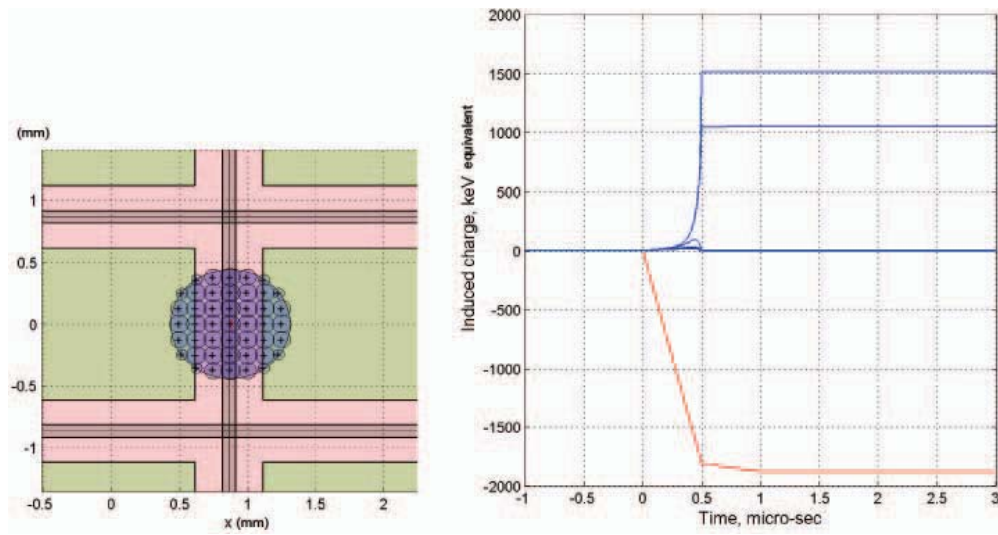 (mm)
1
0.5
0
-0.5
-1
-0.5 0 0.5 1 1.5 2
x (mm)
Induced charge, keV equivalent
2000
1500
1000
500
0
-500
-1000
-1500
-2000
-1 -0.5 0 0.5 1 1.5 2 2.5 3
Time, micro-sec